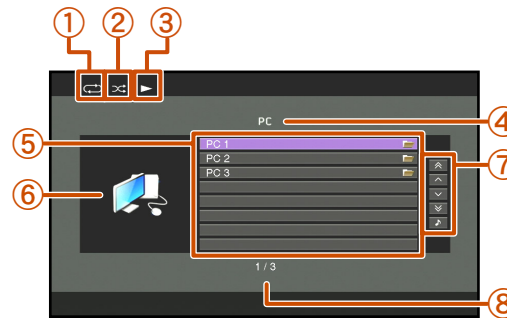 ① ② ③
PC ④
⑤ PC 1
PC 2
PC 3
⑦
⑥
1 / 3
⑧